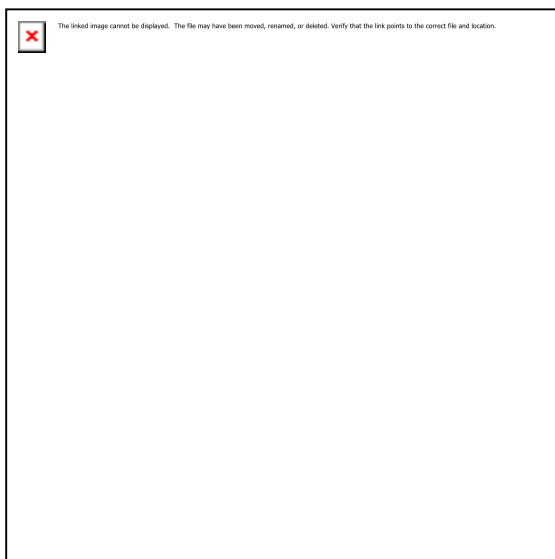 The linked image cannot be displayed.  The file may have been moved, renamed, or deleted. Verify that the link points to the correct file and location.